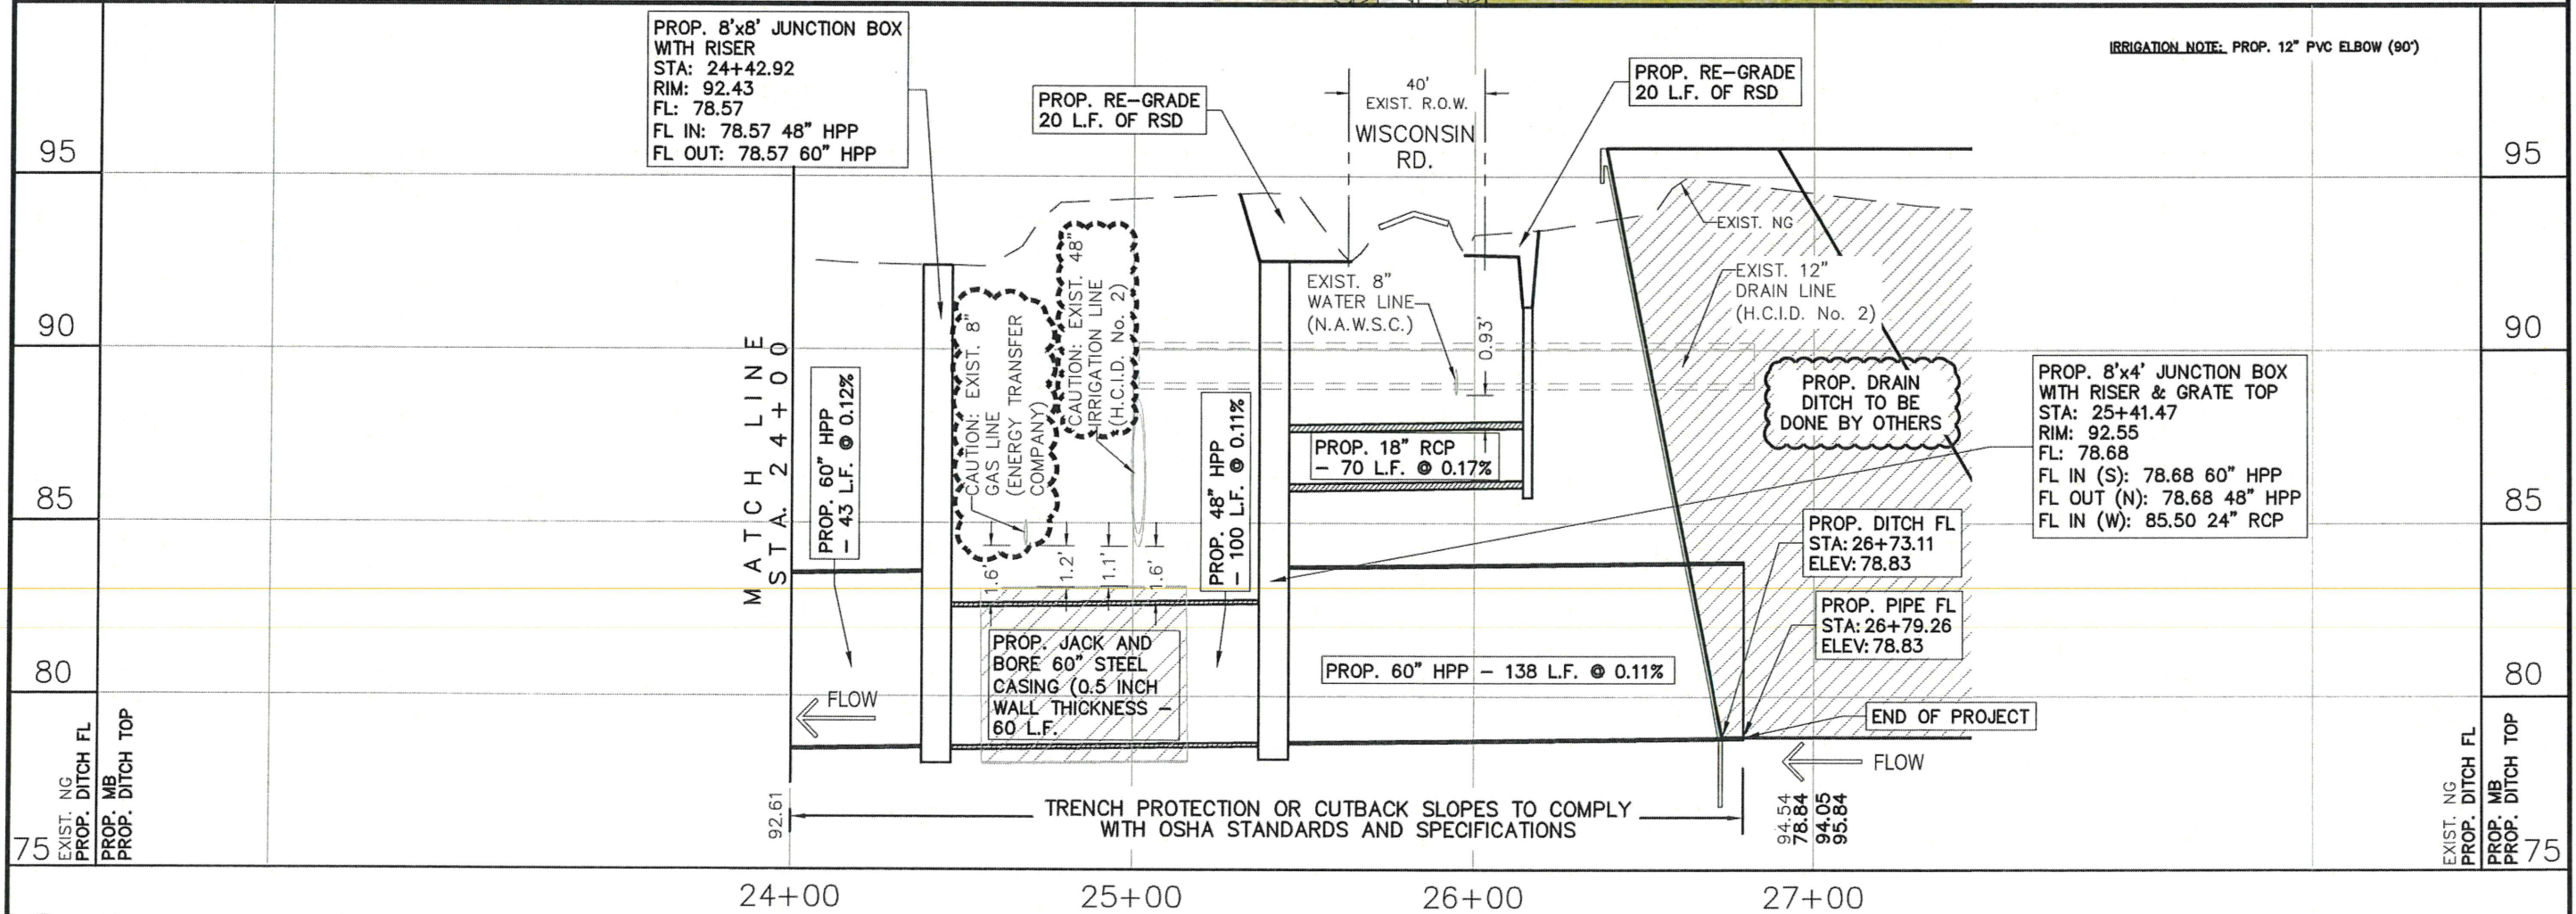 PROP. 8'x8' JUNCTION BOX
WITH RISER
STA: 24+42.92
RIM: 92.43
FL: 78.57
FL IN: 78.57 48" HPP
FL OUT: 78.57 60" HPP
PROP. RE-GRADE
20 L.F. OF RSD
40'
EXIST. R.O.W.
WISCONSIN
RD.
PROP. RE-GRADE
20 L.F. OF RSD
IRRIGATION NOTE: PROP. 12" PVC ELBOW (90°)
95
90
85
80
75
EXIST. NG
PROP. DITCH FL
PROP. MB
PROP. DITCH TOP
MATCH LINE
STA. 24+00
PROP. 60" HPP
- 43 L.F. @ 0.12%
CAUTION: EXIST. 8"
GAS LINE
(ENERGY TRANSFER
COMPANY)
CAUTION: EXIST. 48"
IRRIGATION LINE
(H.C.I.D. No. 2)
PROP. 48" HPP
- 100 L.F. @ 0.11%
1.6'
1.2'
1.1'
1.6'
PROP. JACK AND
BORE 60" STEEL
CASING (0.5 INCH
WALL THICKNESS -
60 L.F.
EXIST. 8"
WATER LINE
(N.A.W.S.C.)
0.93'
PROP. 18" RCP
- 70 L.F. @ 0.17%
PROP. 60" HPP - 138 L.F. @ 0.11%
EXIST. NG
EXIST. 12"
DRAIN LINE
(H.C.I.D. No. 2)
PROP. DRAIN
DITCH TO BE
DONE BY OTHERS
PROP. 8'x4' JUNCTION BOX
WITH RISER & GRATE TOP
STA: 25+41.47
RIM: 92.55
FL: 78.68
FL IN (S): 78.68 60" HPP
FL OUT (N): 78.68 48" HPP
FL IN (W): 85.50 24" RCP
PROP. DITCH FL
STA: 26+73.11
ELEV: 78.83
PROP. PIPE FL
STA: 26+79.26
ELEV: 78.83
END OF PROJECT
FLOW
FLOW
92.61
TRENCH PROTECTION OR CUTBACK SLOPES TO COMPLY
WITH OSHA STANDARDS AND SPECIFICATIONS
94.54
78.84
94.05
95.84
95
90
85
80
75
EXIST. NG
PROP. DITCH FL
PROP. MB
PROP. DITCH TOP
24+00
25+00
26+00
27+00